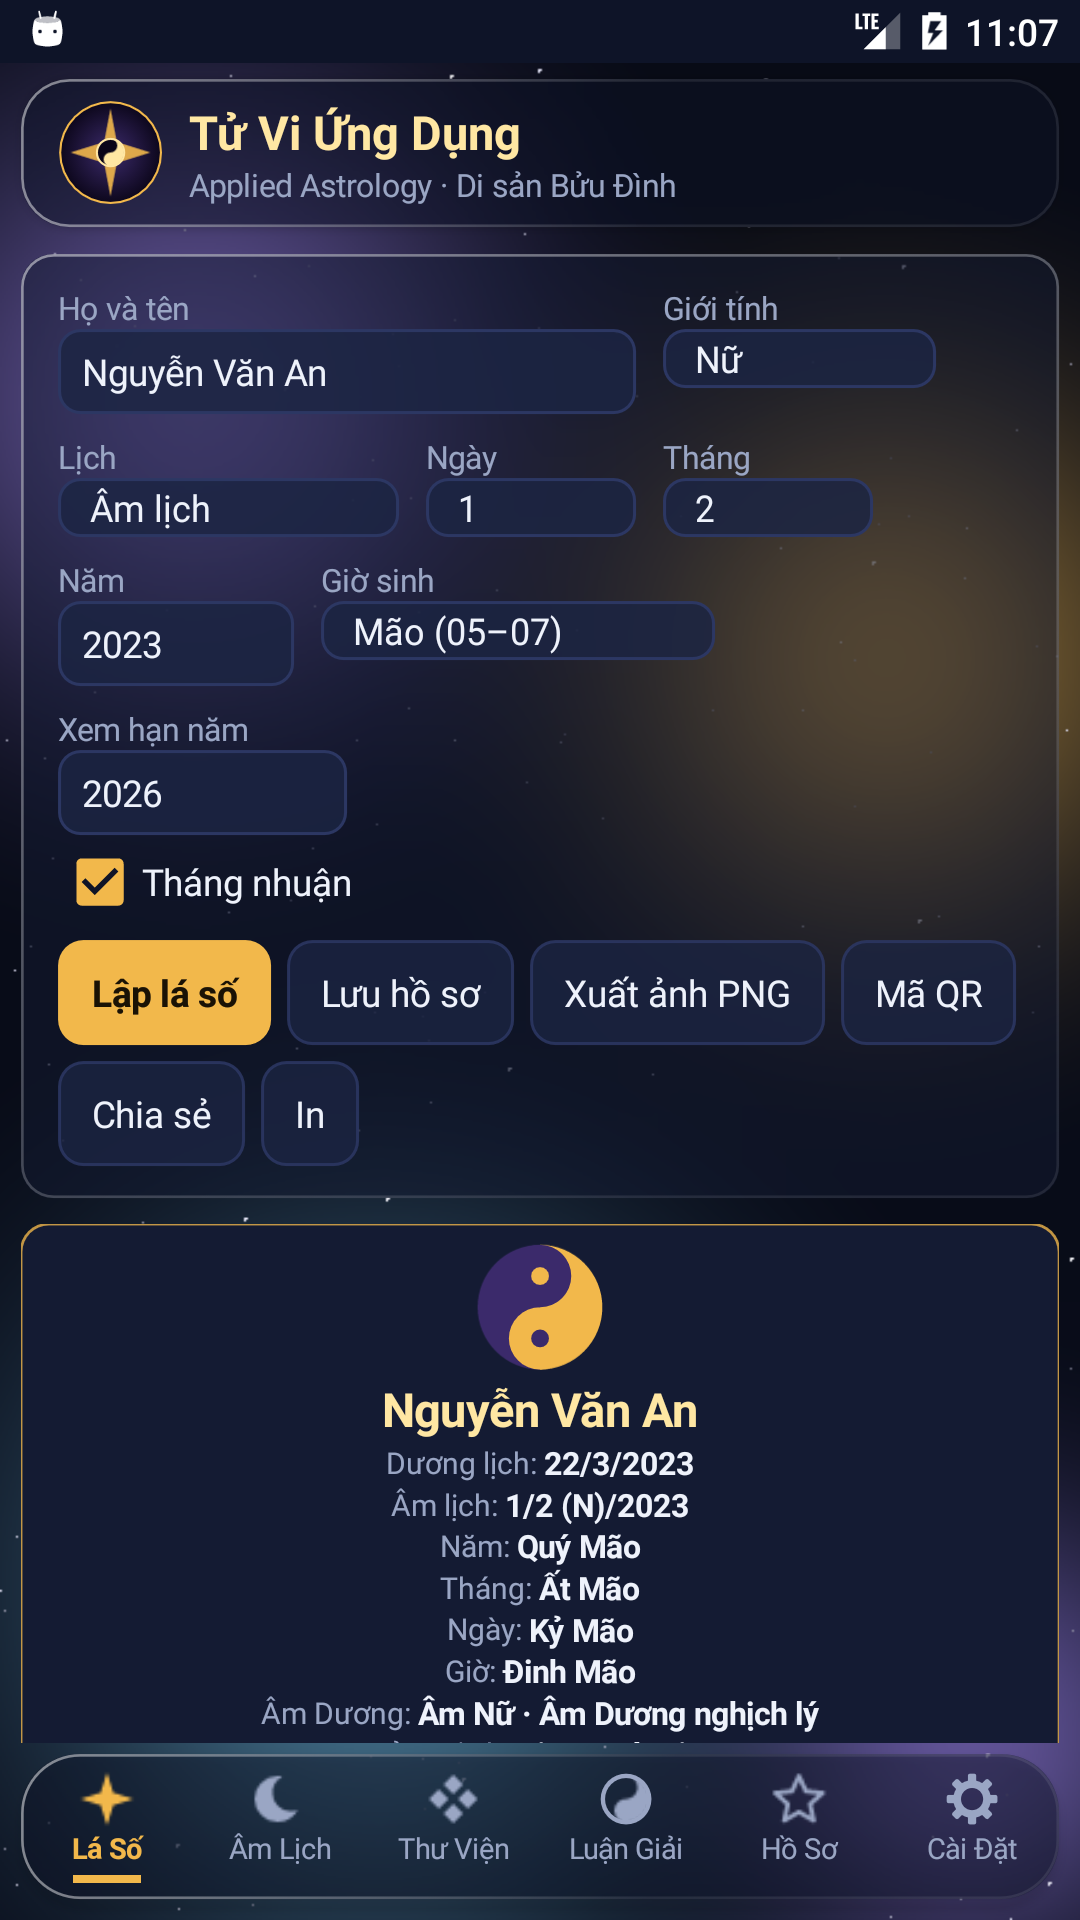 LTE 11:07
Tử Vi Ứng Dụng
Applied Astrology · Di sản Bửu Đình
Họ và tên Giới tính
Nguyễn Văn An Nữ
Lịch Ngày Tháng
Âm lịch 1 2
Năm Giờ sinh
2023 Mão (05–07)
Xem hạn năm
2026
Tháng nhuận
Lập lá số Lưu hồ sơ Xuất ảnh PNG Mã QR
Chia sẻ In
Nguyễn Văn An
Dương lịch: 22/3/2023
Âm lịch: 1/2 (N)/2023
Năm: Quý Mão
Tháng: Ất Mão
Ngày: Kỷ Mão
Giờ: Đinh Mão
Âm Dương: Âm Nữ · Âm Dương nghịch lý
Lá Số Âm Lịch Thư Viện Luận Giải Hồ Sơ Cài Đặt